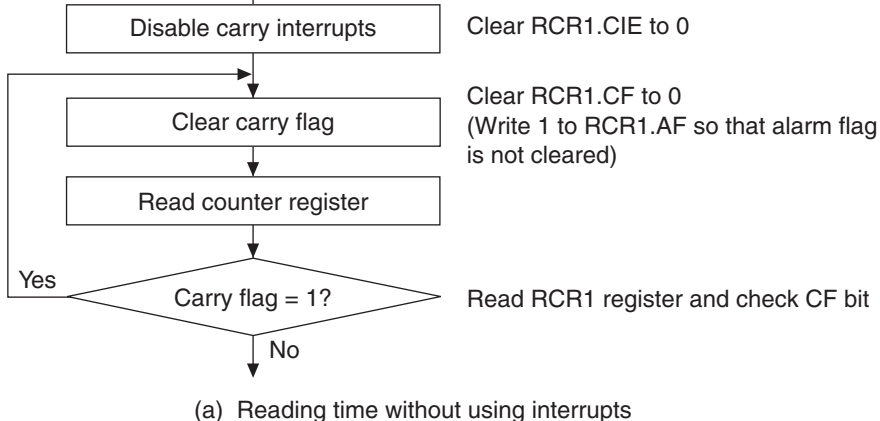 Disable carry interrupts
Clear RCR1.CIE to 0
Clear carry flag
Clear RCR1.CF to 0
(Write 1 to RCR1.AF so that alarm flag
is not cleared)
Read counter register
Yes
Carry flag = 1?
Read RCR1 register and check CF bit
No
(a) Reading time without using interrupts